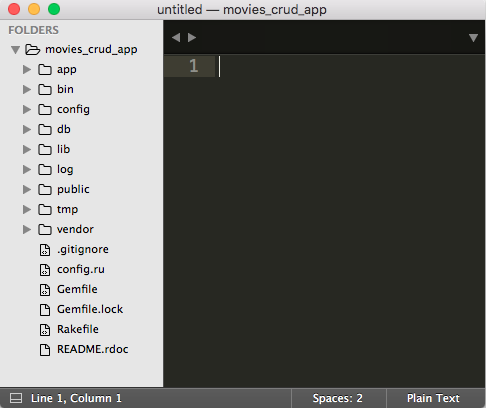 untitled — movies_crud_app
FOLDERS
movies_crud_app
app
bin
config
db
lib
log
public
tmp
vendor
.gitignore
config.ru
Gemfile
Gemfile.lock
Rakefile
README.rdoc
1
Line 1, Column 1
Spaces: 2
Plain Text